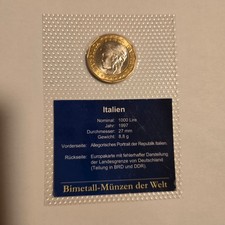 Italien
Nominal: 1000 Lire
Jahr: 1997
Durchmesser: 27 mm
Gewicht: 8,8 g
Vorderseite: Allegorisches Portrait der Republik Italien.
Rückseite: Europakarte mit fehlerhafter Darstellung
der Landesgrenze von Deutschland
(Teilung in BRD und DDR).
Bimetall-Münzen der Welt